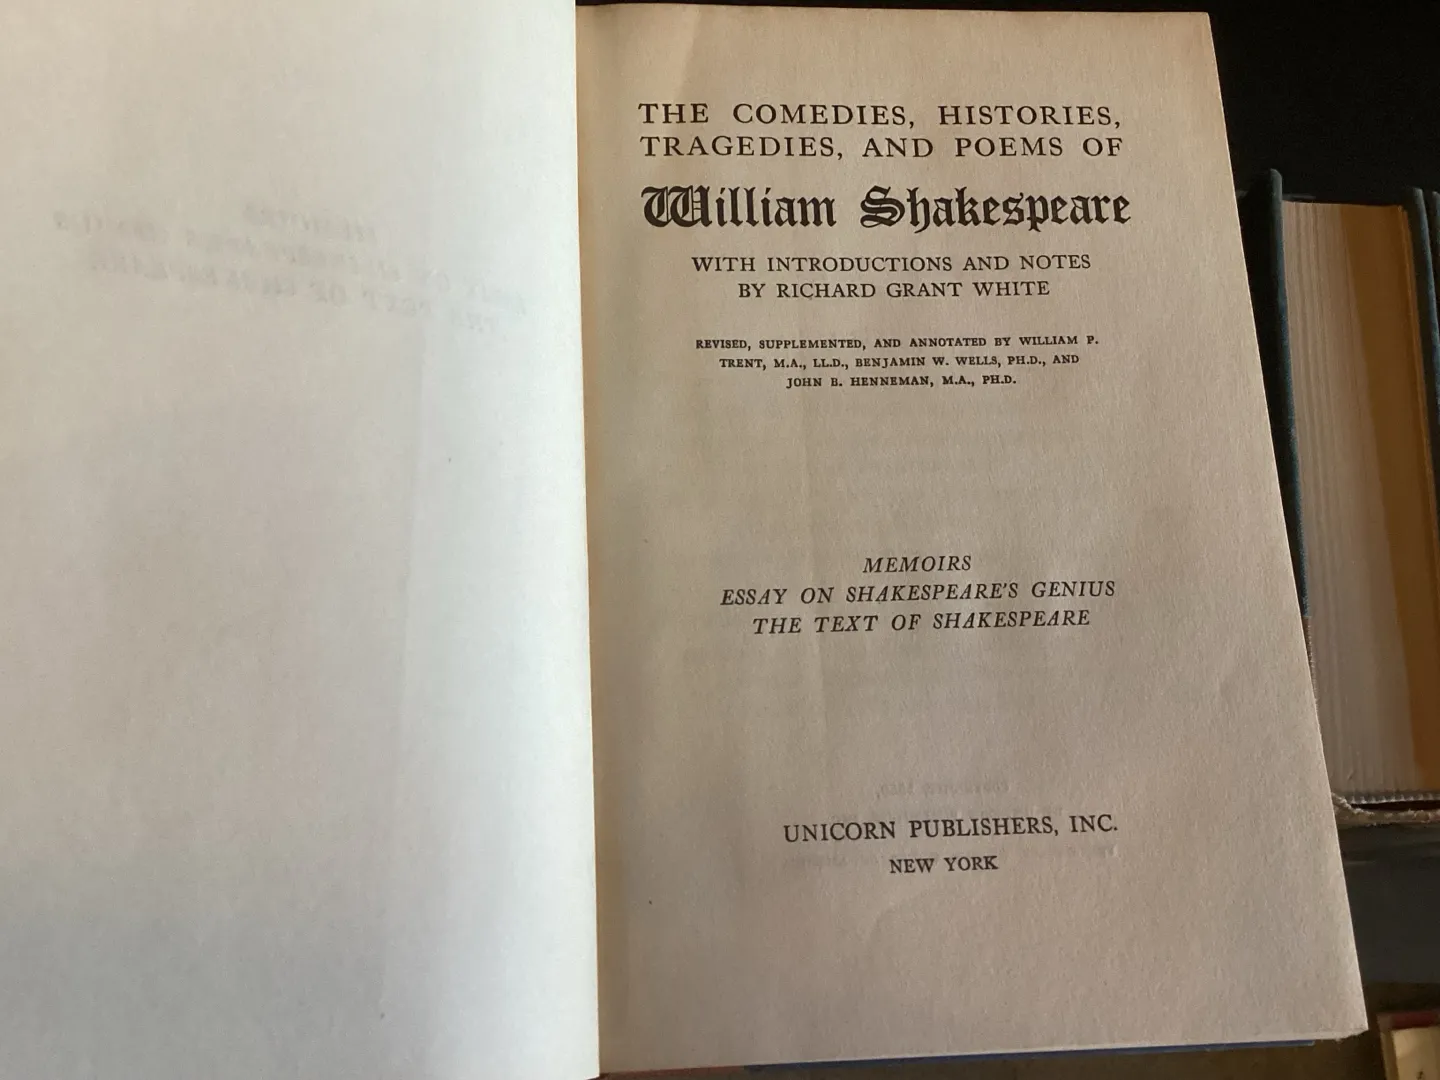 THE COMEDIES, HISTORIES,
TRAGEDIES, AND POEMS OF
William Shakespeare
WITH INTRODUCTIONS AND NOTES
BY RICHARD GRANT WHITE
REVISED, SUPPLEMENTED, AND ANNOTATED BY WILLIAM P.
TRENT, M.A., LL.D., BENJAMIN W. WELLS, PH.D., AND
JOHN B. HENNEMAN, M.A., PH.D.
MEMOIRS
ESSAY ON SHAKESPEARE'S GENIUS
THE TEXT OF SHAKESPEARE
UNICORN PUBLISHERS, INC.
NEW YORK